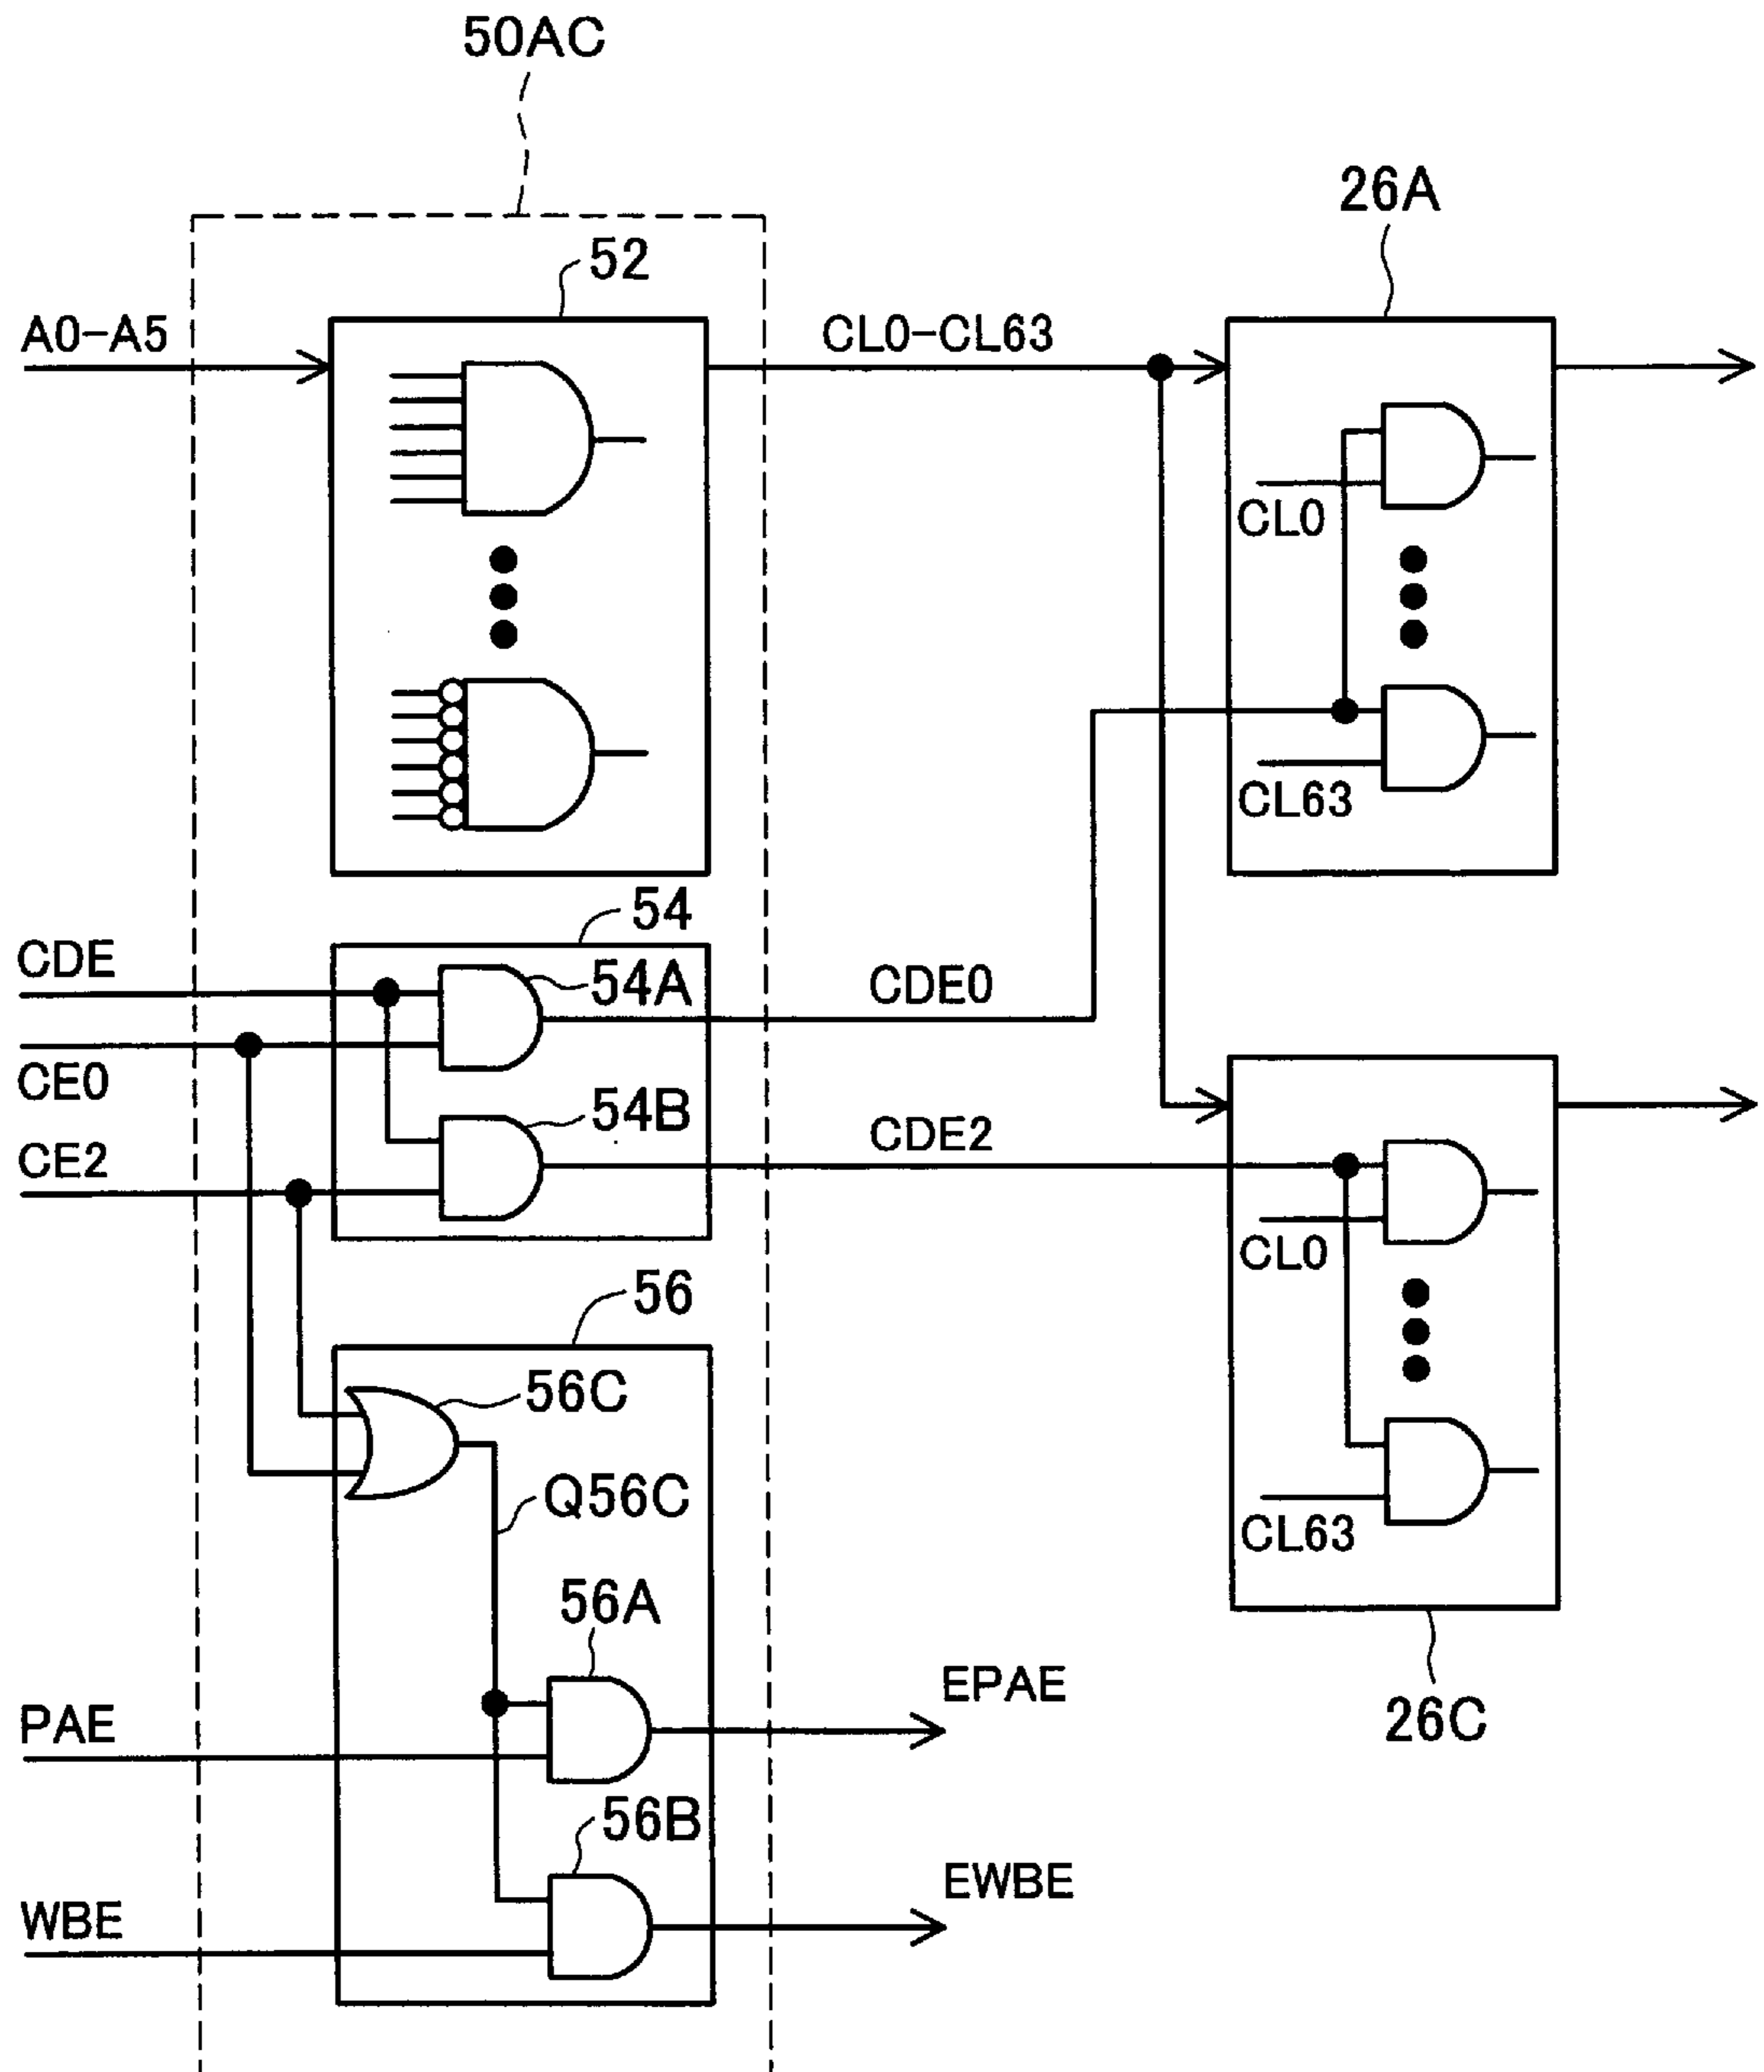 50AC
26A
52
A0-A5
CL0-CL63
CL0
CL63
54
CDE
54A
CDE0
CE0
54B
CDE2
CE2
CL0
56
56C
Q56C
CL63
56A
EPAE
PAE
26C
56B
EWBE
WBE